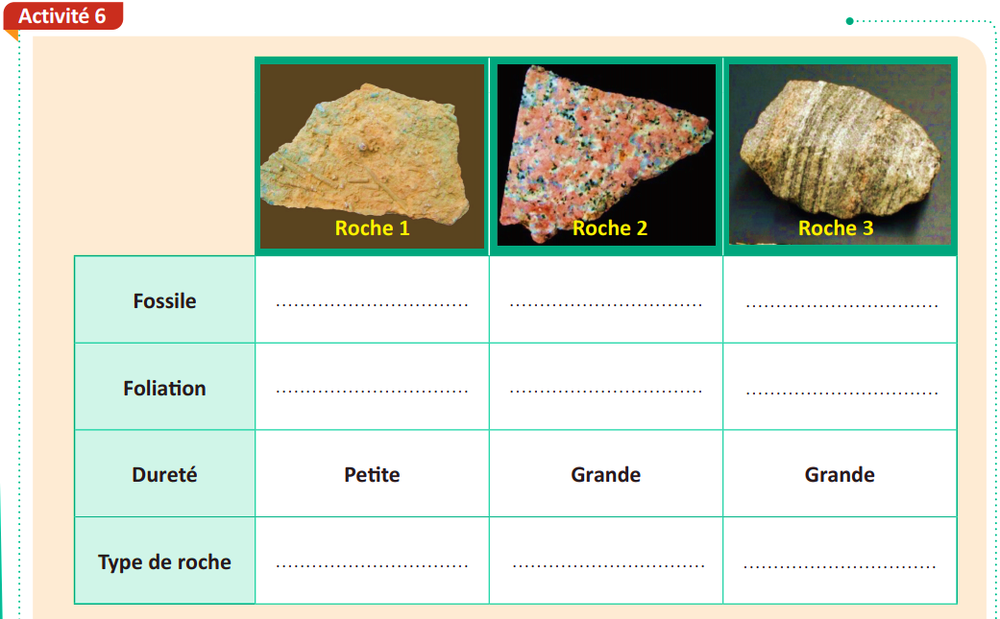 Activité 6
Roche 1 Roche 2 Roche 3
Fossile .............................. .............................. ..............................
Foliation .............................. .............................. ..............................
Dureté Petite Grande Grande
Type de roche .............................. .............................. ..............................